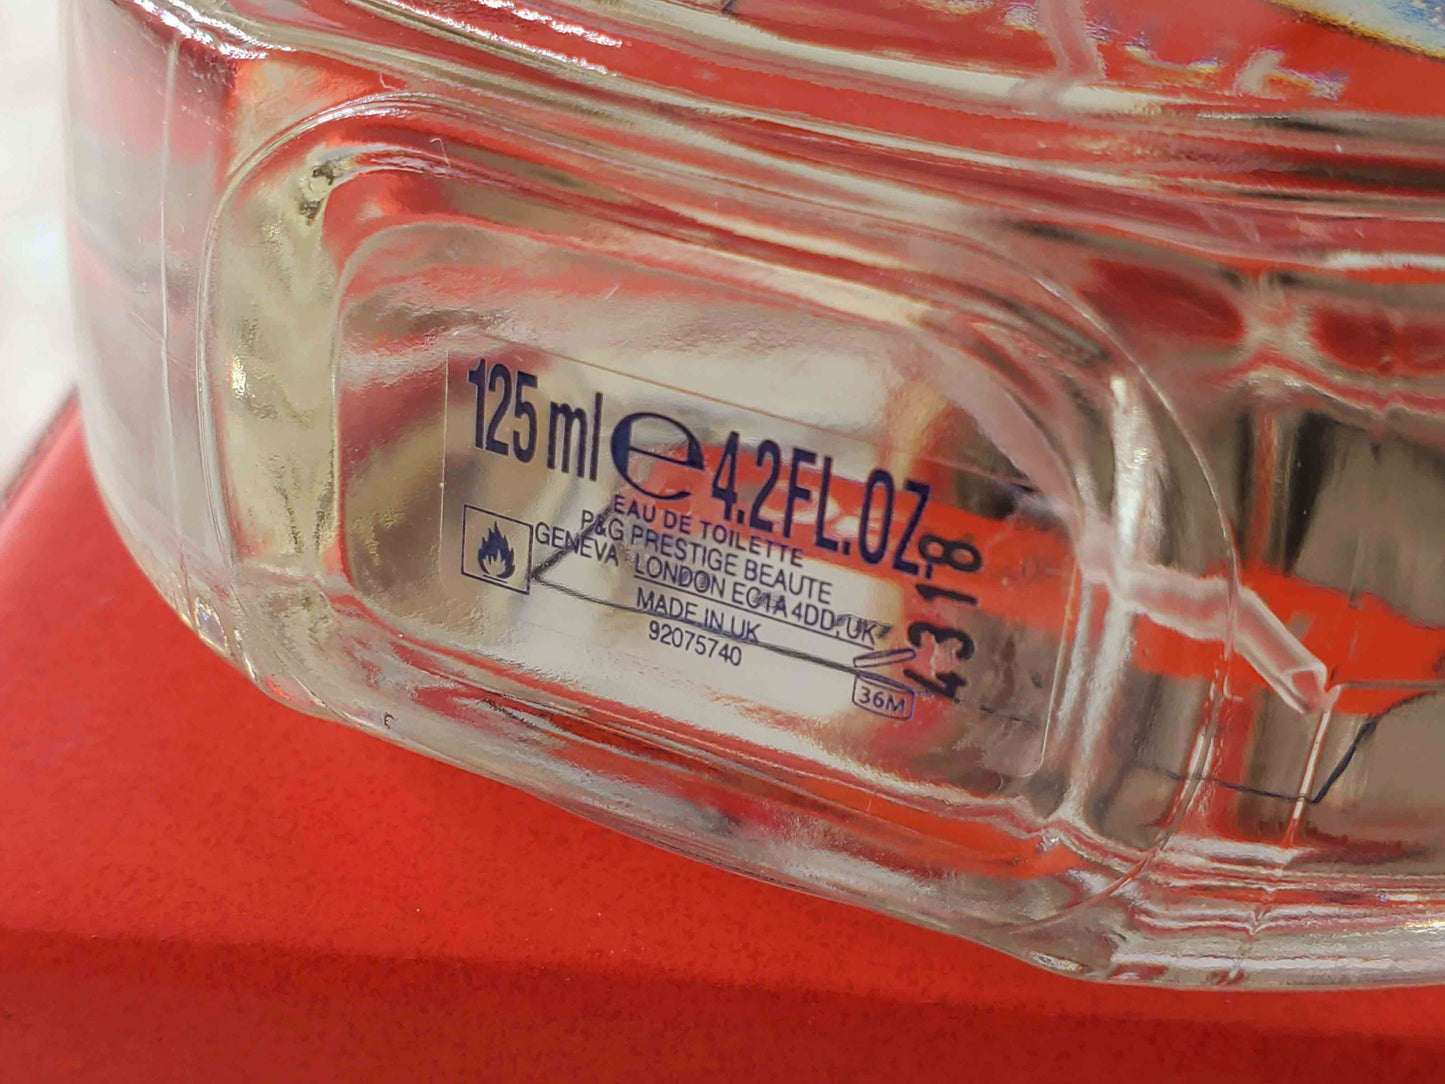 125 ml e 4.2FL.OZ.
EAU DE TOILETTE
P&G PRESTIGE BEAUTE
GENEVA · LONDON EC1A 4DD, UK
MADE IN UK
92075740
36M
4318